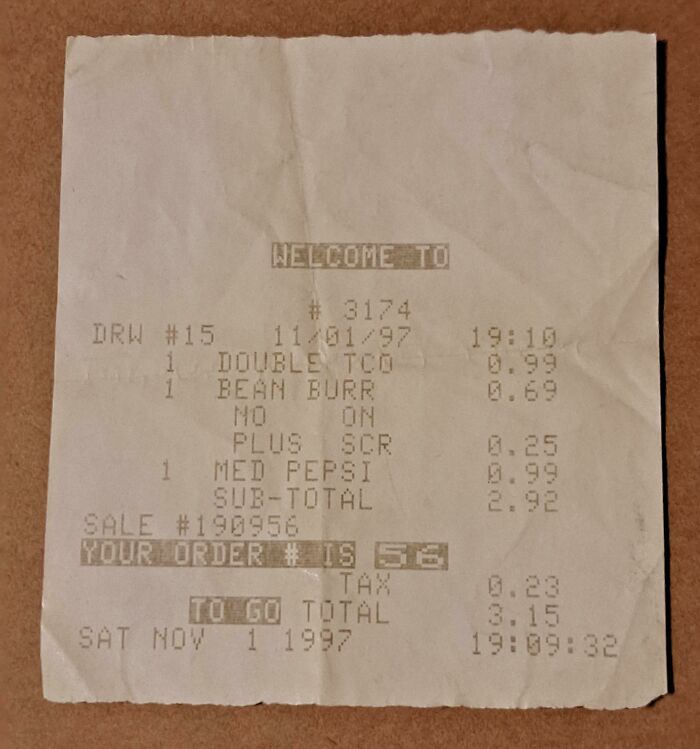 WELCOME TO
# 3174
DRW #15 11/01/97 19:10
1 DOUBLE TCO 0.99
1 BEAN BURR 0.69
NO ON
PLUS SCR 0.25
1 MED PEPSI 0.99
SUB-TOTAL 2.92
SALE #190956
YOUR ORDER # IS 56
TAX 0.23
TO GO TOTAL 3.15
SAT NOV 1 1997 19:09:32